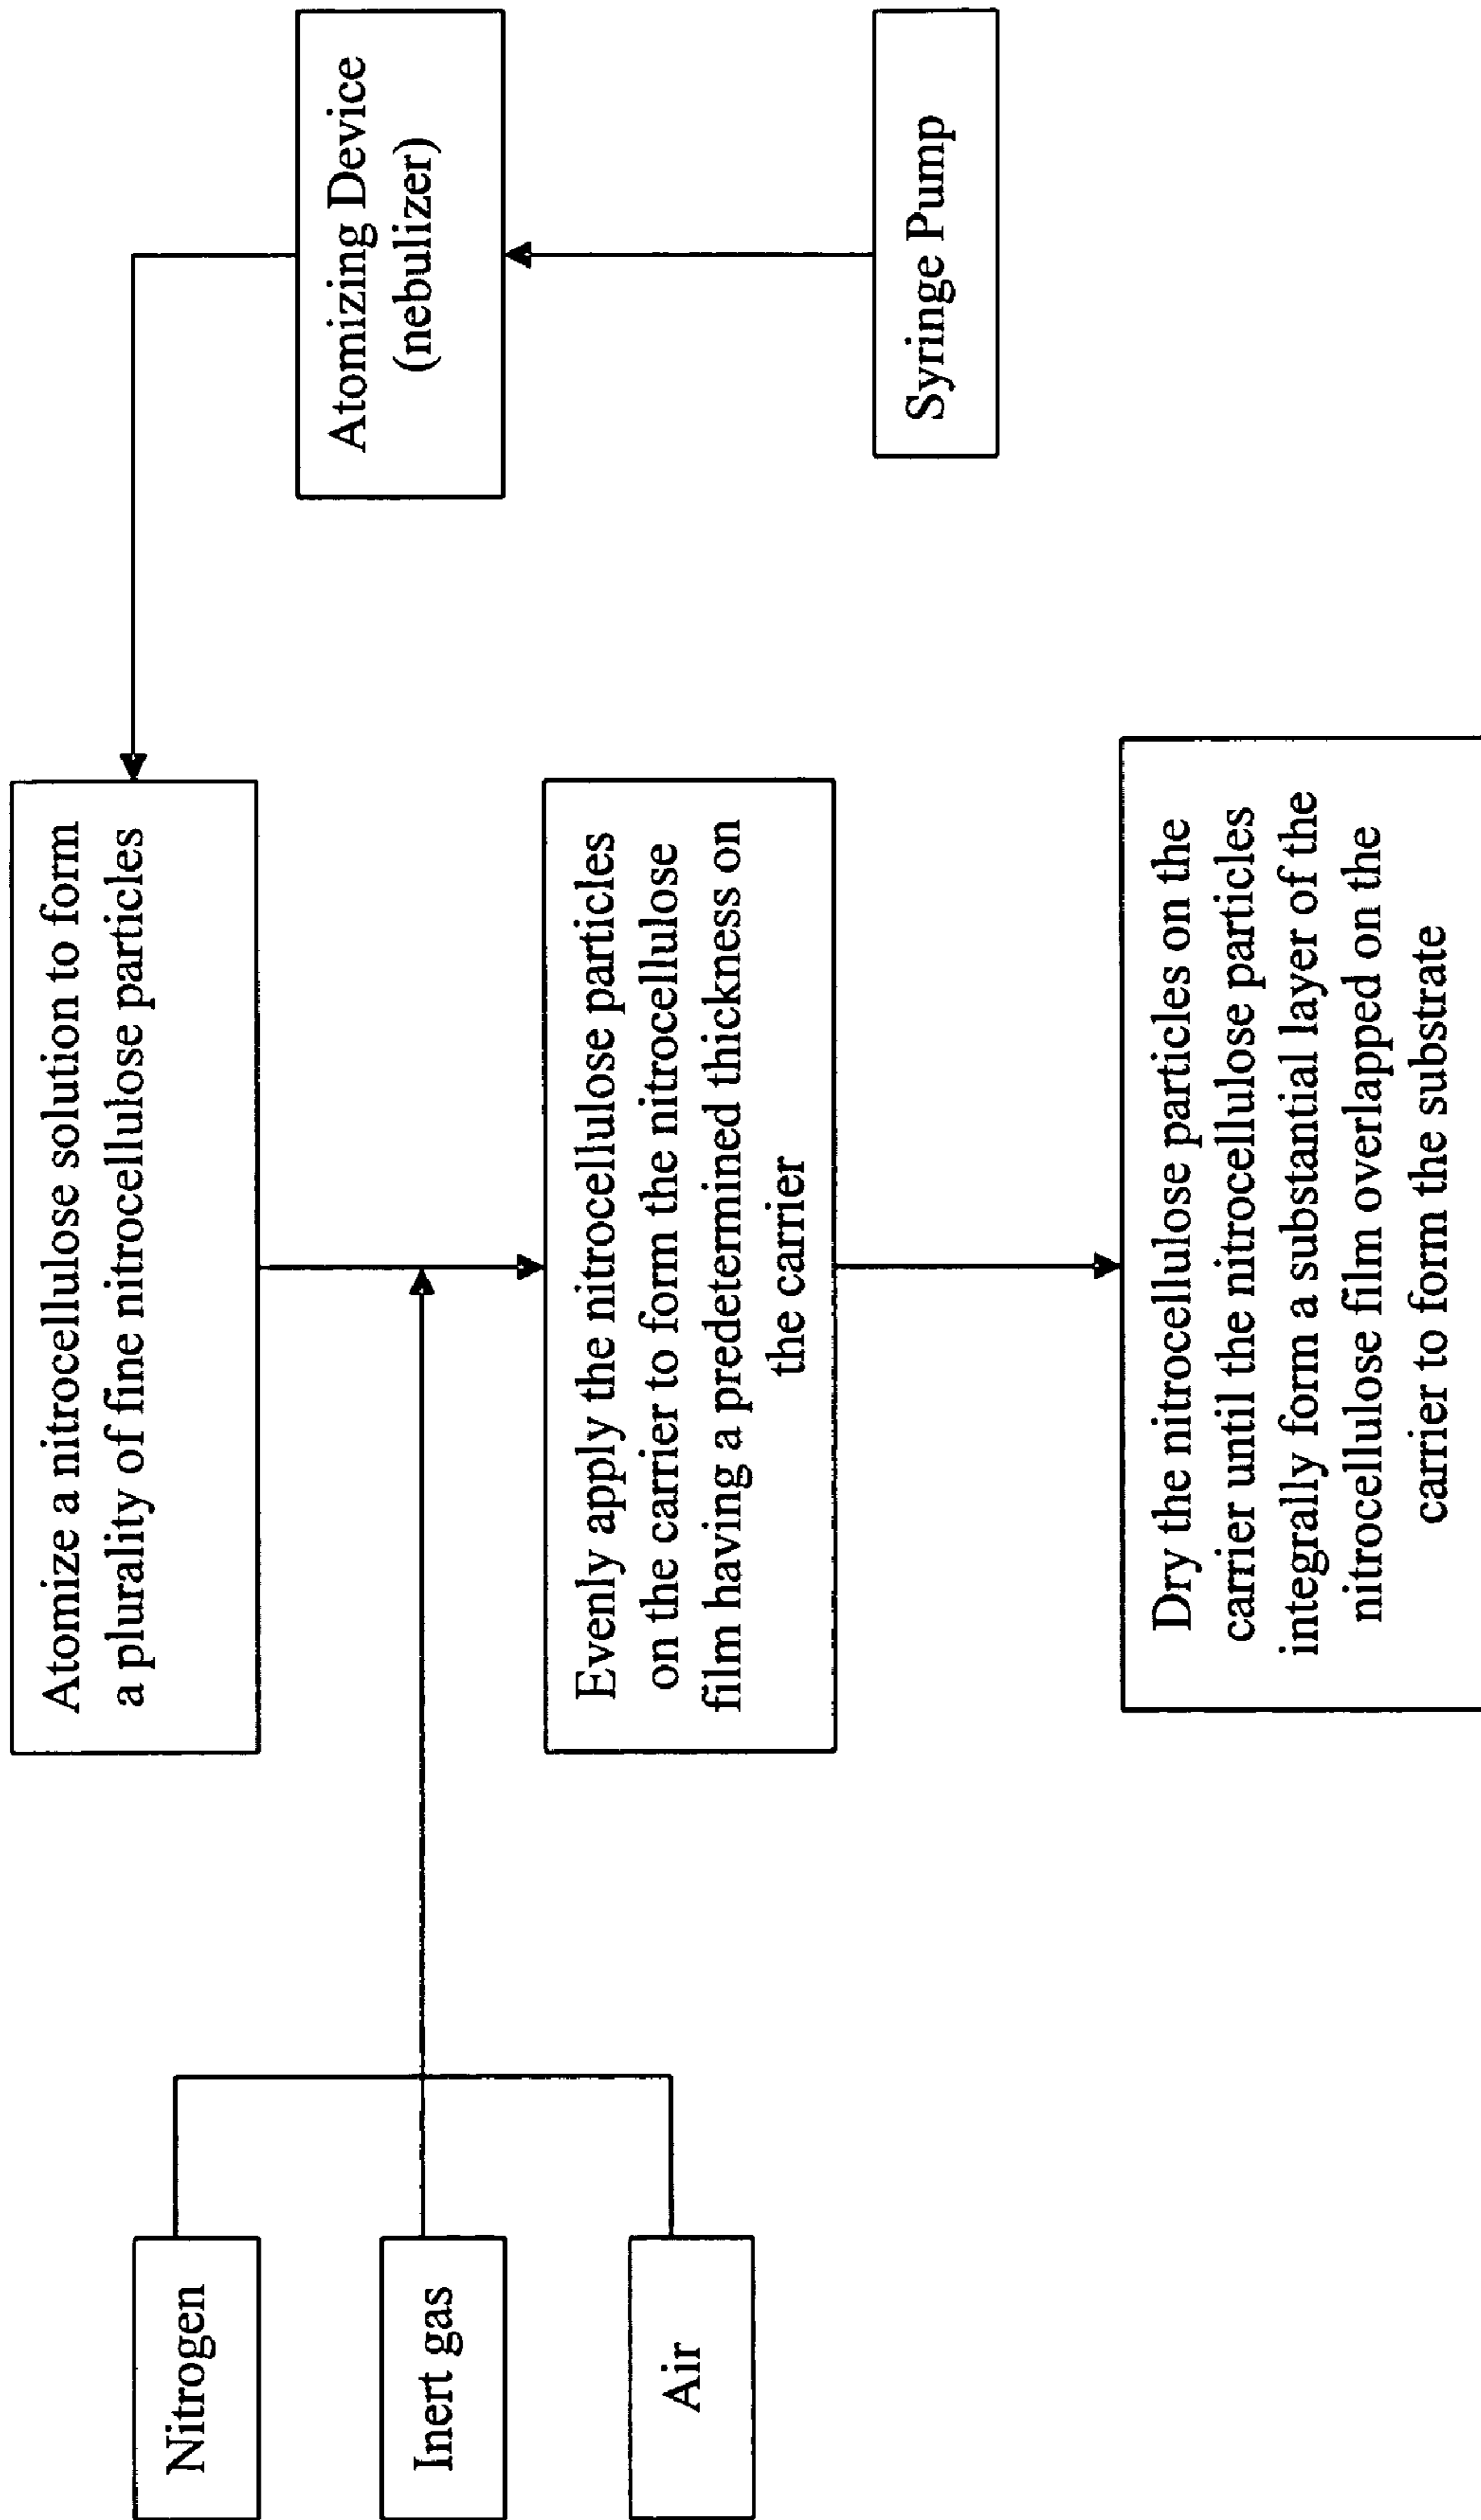 Atomize a nitrocellulose solution to form
a plurality of fine nitrocellulose particles
Atomizing Device
(nebulizer)
Syringe Pump
Nitrogen
Inert gas
Air
Evenly apply the nitrocellulose particles
on the carrier to form the nitrocellulose
film having a predetermined thickness on
the carrier
Dry the nitrocellulose particles on the
carrier until the nitrocellulose particles
integrally form a substantial layer of the
nitrocellulose film overlapped on the
carrier to form the substrate